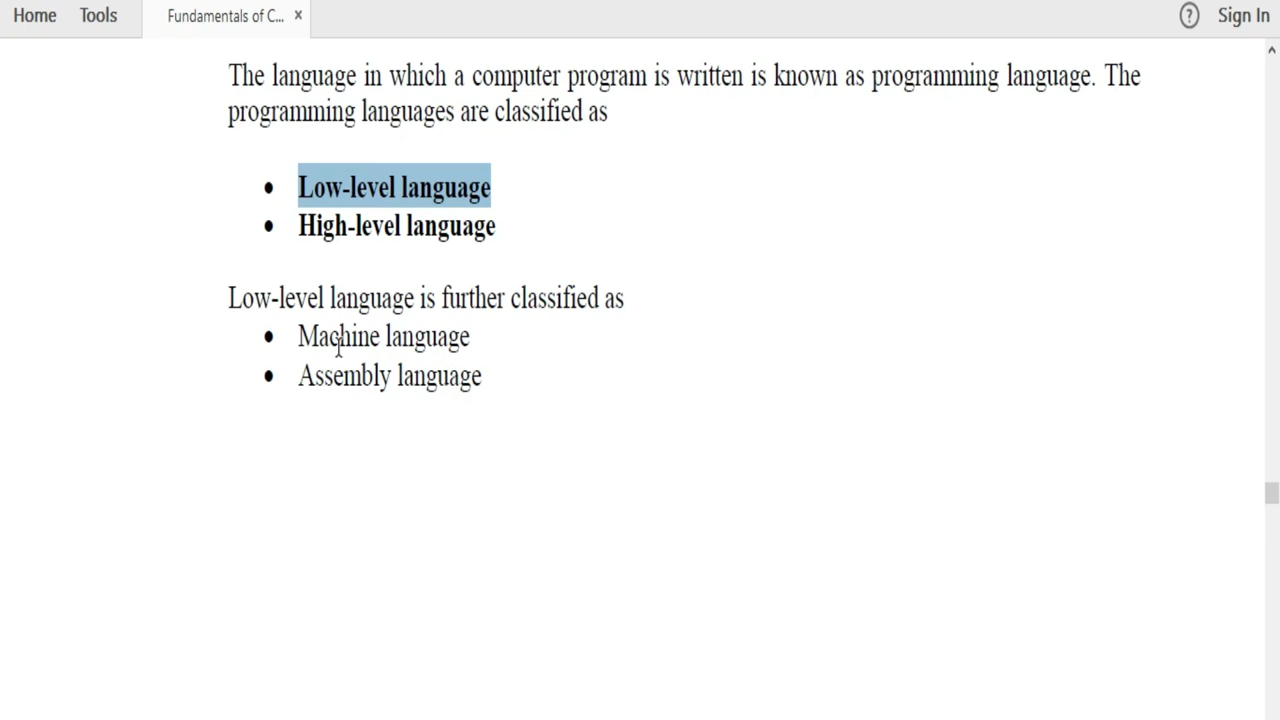 Home Tools Fundamentals of C... × ? Sign In
The language in which a computer program is written is known as programming language. The
programming languages are classified as
• Low-level language
• High-level language
Low-level language is further classified as
• Machine language
• Assembly language